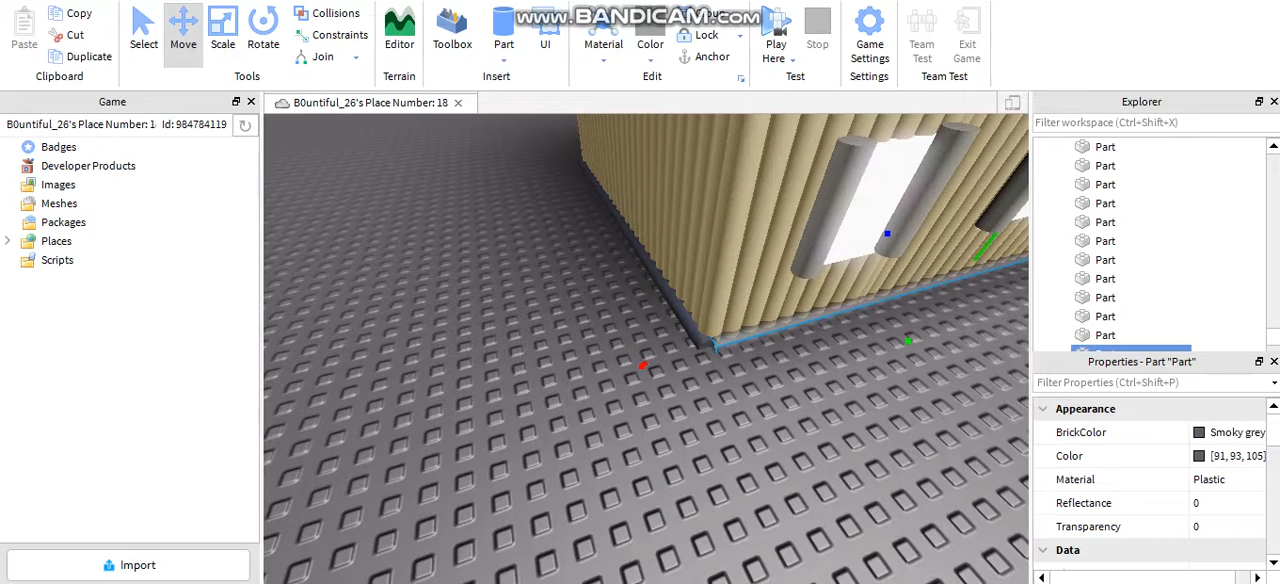 www.BANDICAM.com
Paste
Copy
Cut
Duplicate
Clipboard
Select
Move
Scale
Rotate
Collisions
Constraints
Join
Tools
Editor
Terrain
Toolbox
Part
UI
Insert
Material
Color
Lock
Anchor
Edit
Play
Here
Stop
Test
Game
Settings
Settings
Team
Test
Exit
Game
Team Test
Game
B0untiful_26's Place Number: 1 Id: 984784119
Badges
Developer Products
Images
Meshes
Packages
Places
Scripts
Import
B0untiful_26's Place Number: 18
Explorer
Filter workspace (Ctrl+Shift+X)
Part
Part
Part
Part
Part
Part
Part
Part
Part
Part
Part
Properties - Part "Part"
Filter Properties (Ctrl+Shift+P)
Appearance
BrickColor Smoky grey
Color [91, 93, 105]
Material Plastic
Reflectance 0
Transparency 0
Data